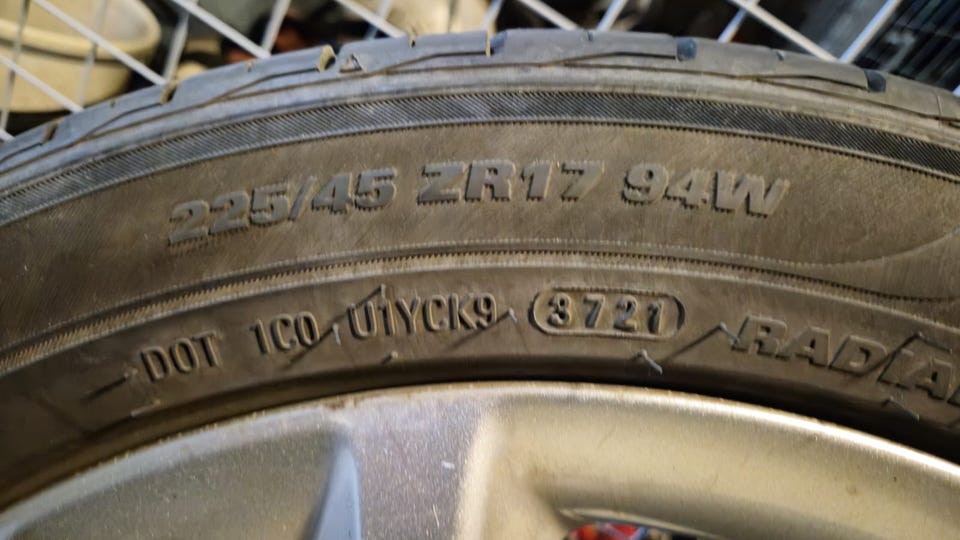 225/45 ZR17 94W
DOT 1C0 U1YCK9 3721 RADIA